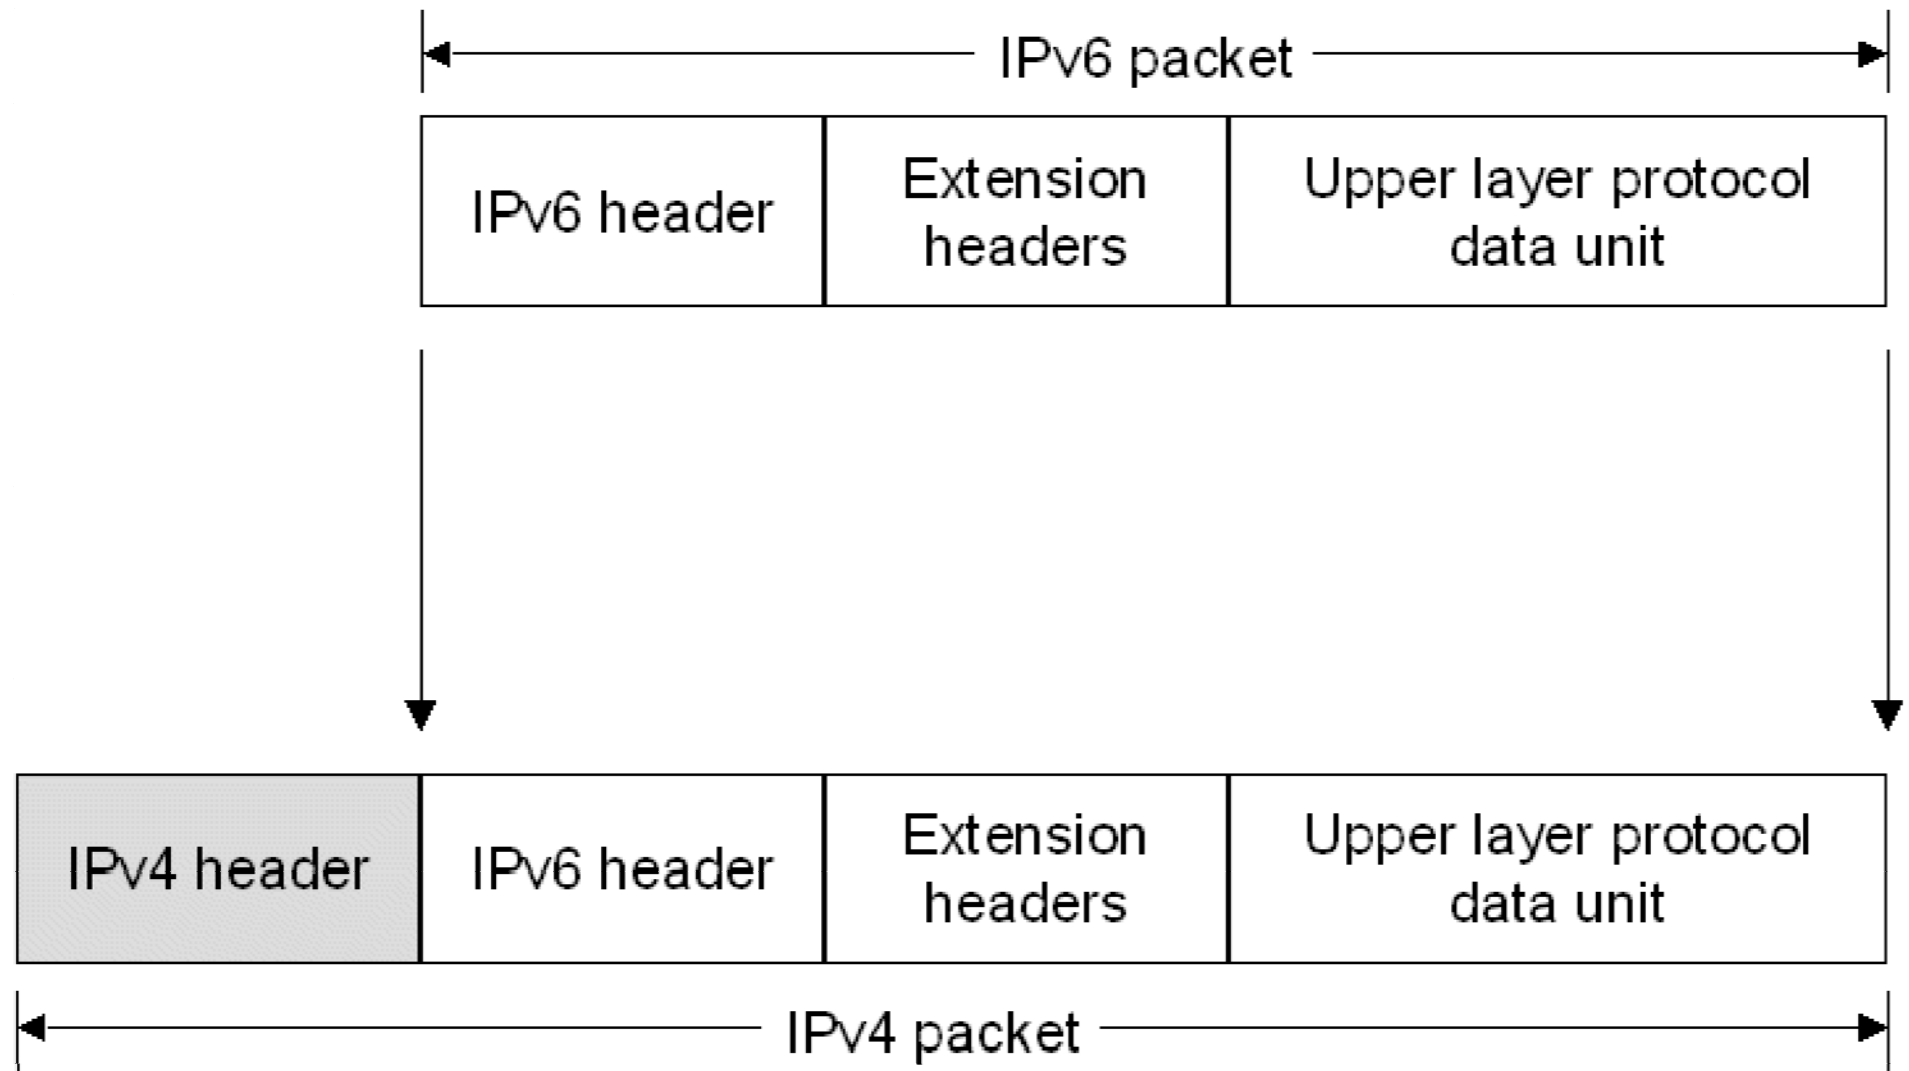 IPv6 packet
IPv6 header
Extension
headers
Upper layer protocol
data unit
IPv4 header
IPv6 header
Extension
headers
Upper layer protocol
data unit
IPv4 packet